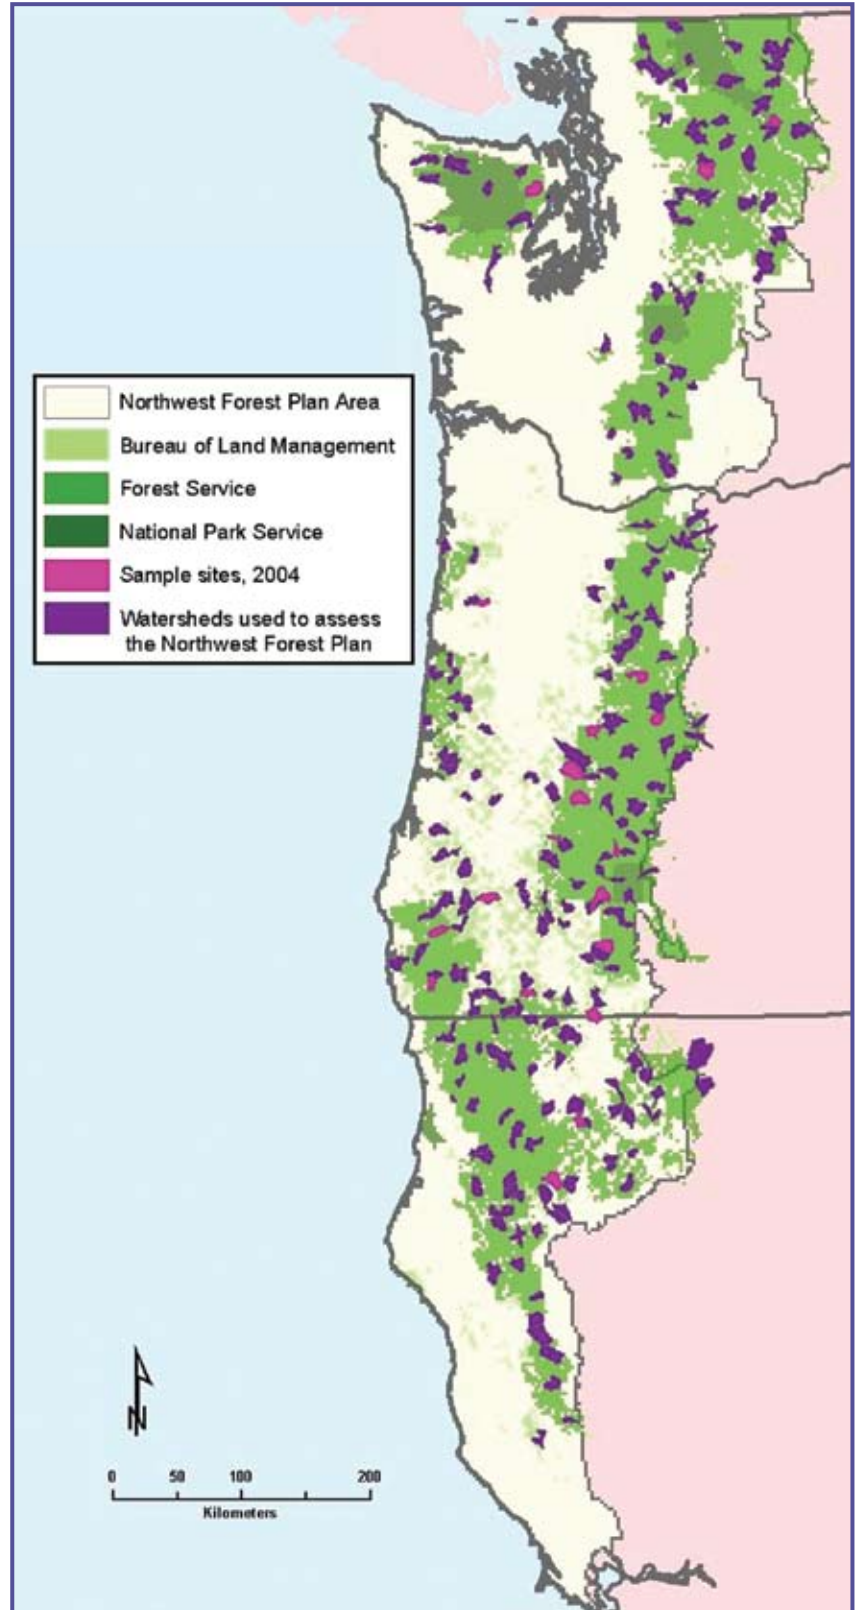 Northwest Forest Plan Area
Bureau of Land Management
Forest Service
National Park Service
Sample sites, 2004
Watersheds used to assess
the Northwest Forest Plan
N
0 50 100 200
Kilometers